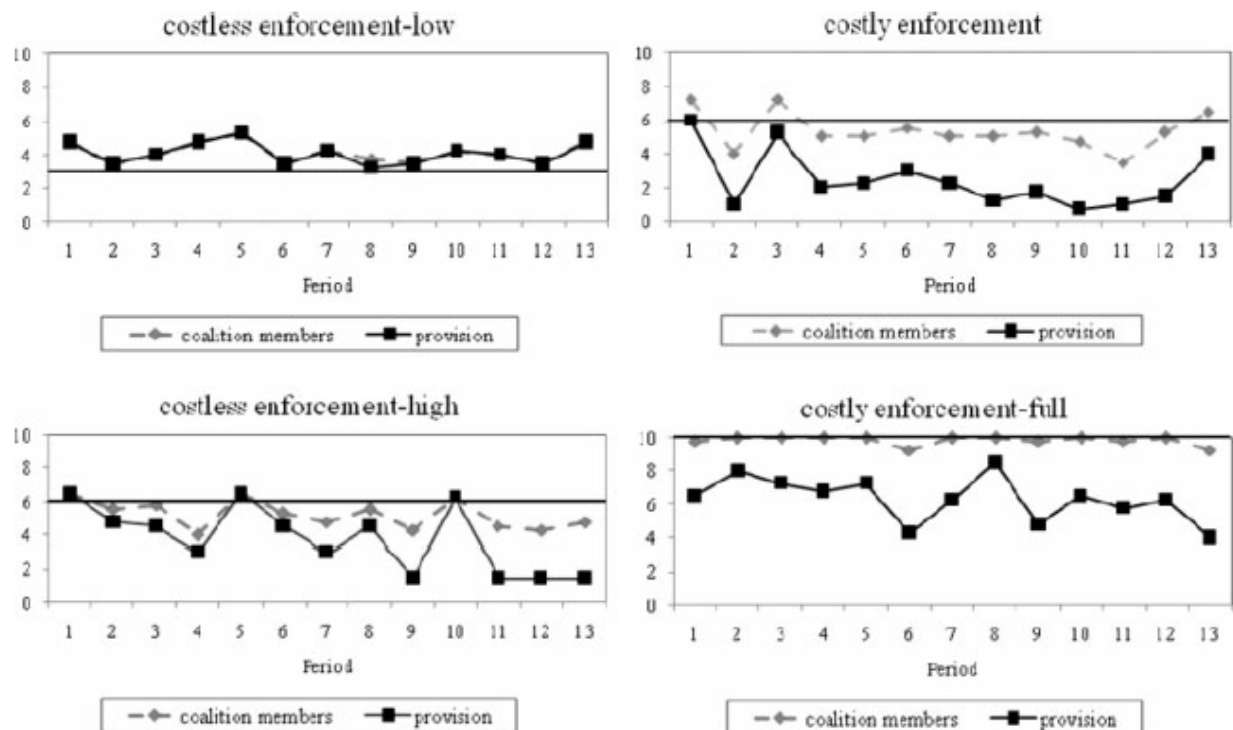 costless enforcement-low
10
8
6
4
2
0
1 2 3 4 5 6 7 8 9 10 11 12 13
Period
coalition members provision
costly enforcement
10
8
6
4
2
0
1 2 3 4 5 6 7 8 9 10 11 12 13
Period
coalition members provision
costless enforcement-high
10
8
6
4
2
0
1 2 3 4 5 6 7 8 9 10 11 12 13
Period
coalition members provision
costly enforcement-full
10
8
6
4
2
0
1 2 3 4 5 6 7 8 9 10 11 12 13
Period
coalition members provision